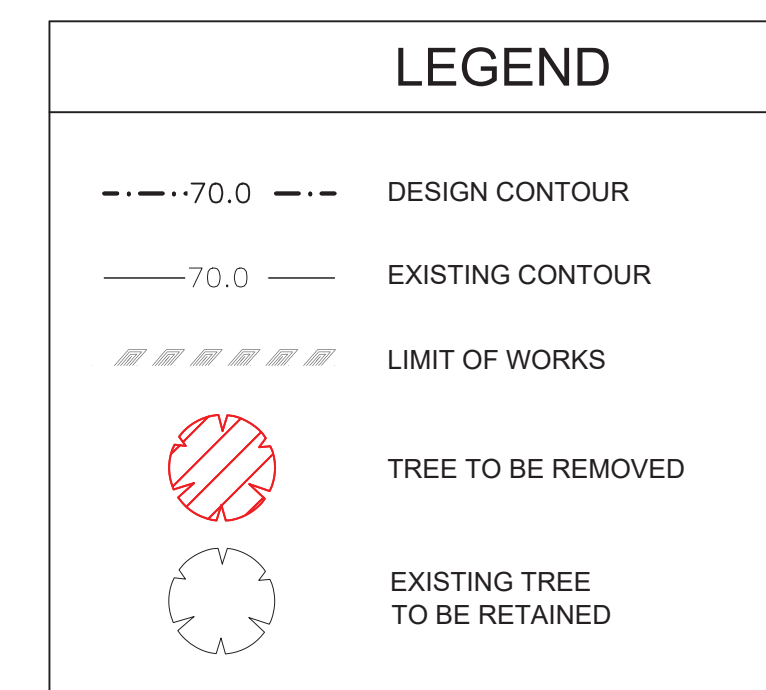 LEGEND
70.0 DESIGN CONTOUR
70.0 EXISTING CONTOUR
LIMIT OF WORKS
TREE TO BE REMOVED
EXISTING TREE
TO BE RETAINED